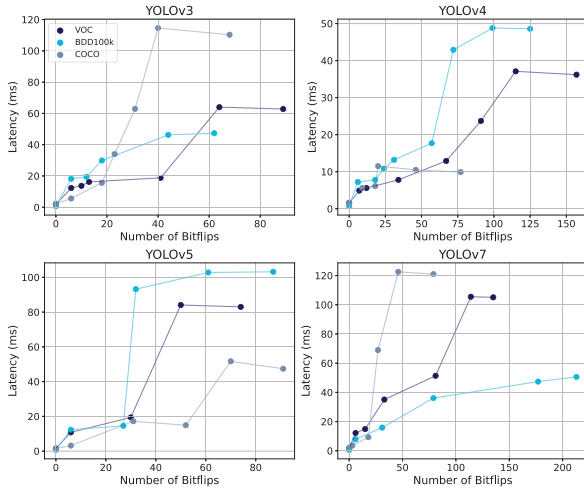 YOLOv3
VOC
BDD100k
COCO
Latency (ms)
120
100
80
60
40
20
0
0 20 40 60 80
Number of Bitflips
YOLOv4
Latency (ms)
50
40
30
20
10
0
0 25 50 75 100 125 150
Number of Bitflips
YOLOv5
Latency (ms)
100
80
60
40
20
0
0 20 40 60 80
Number of Bitflips
YOLOv7
Latency (ms)
120
100
80
60
40
20
0
0 50 100 150 200
Number of Bitflips